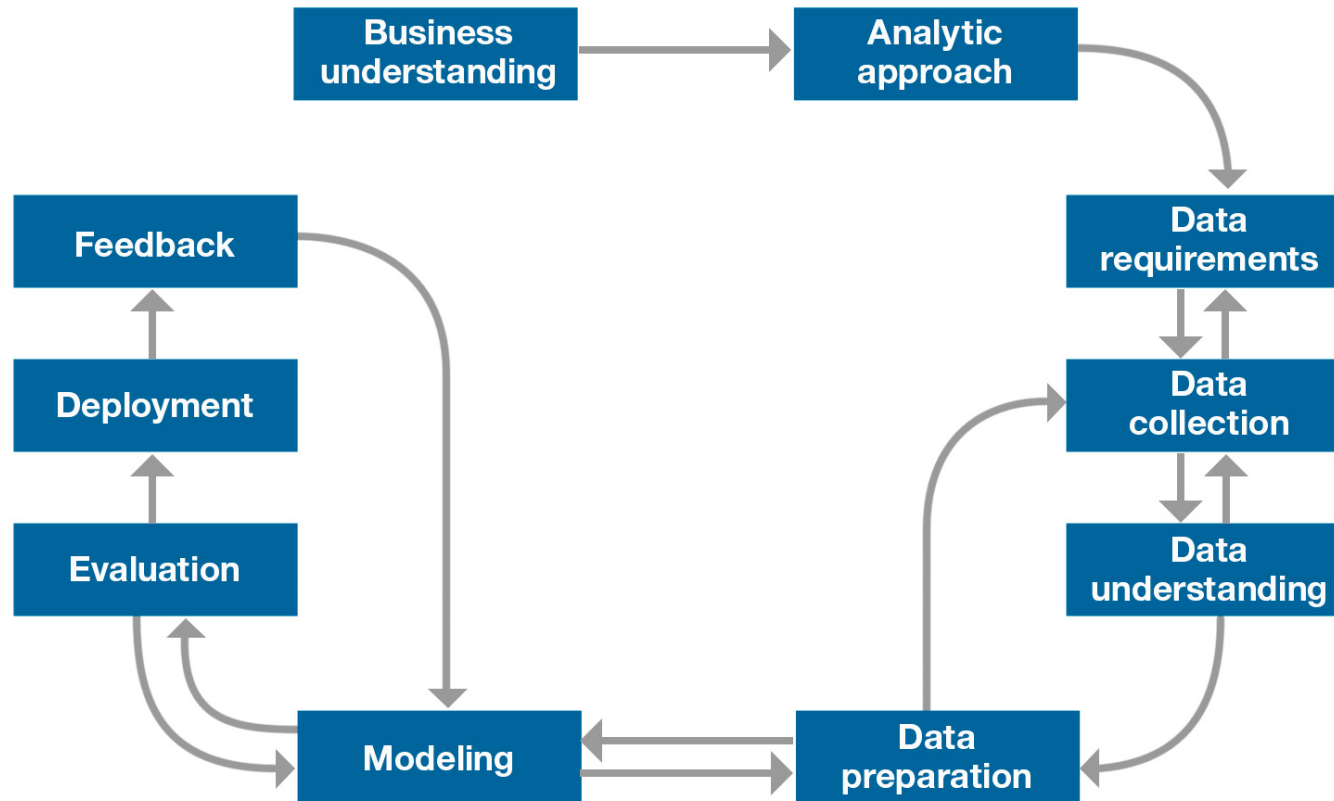 Business
understanding
Analytic
approach
Data
requirements
Data
collection
Data
understanding
Data
preparation
Modeling
Evaluation
Deployment
Feedback